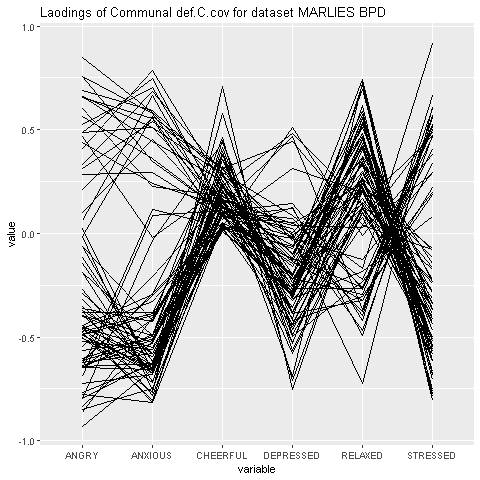 Laodings of Communal def.C.cov for dataset MARLIES BPD
1.0
0.5
0.0
-0.5
-1.0
value
ANGRY ANXIOUS CHEERFUL DEPRESSED RELAXED STRESSED
variable